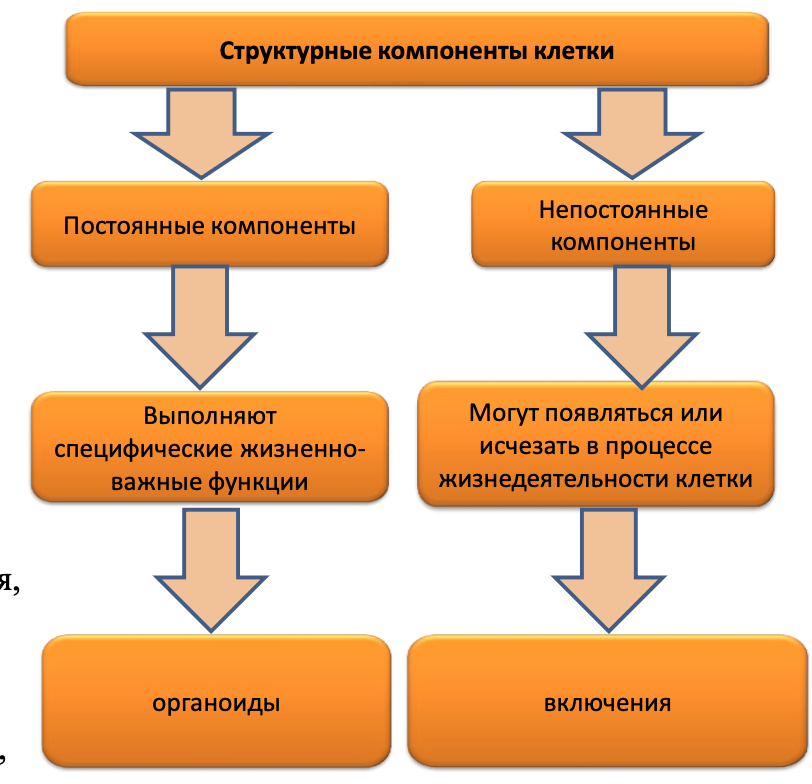 Структурные компоненты клетки
Постоянные компоненты
Непостоянные
компоненты
Выполняют
специфические жизненно-
важные функции
Могут появляться или
исчезать в процессе
жизнедеятельности клетки
я,
органоиды
включения
,